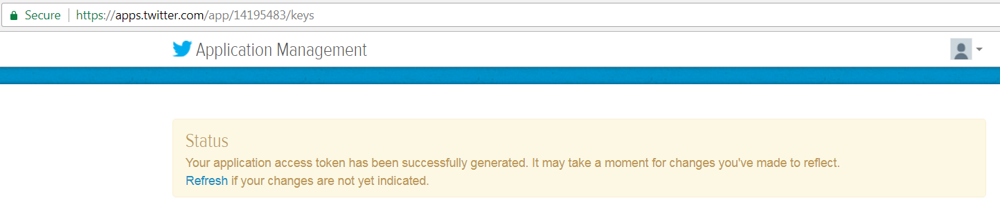 Secure https://apps.twitter.com/app/14195483/keys
Application Management
Status
Your application access token has been successfully generated. It may take a moment for changes you've made to reflect.
Refresh if your changes are not yet indicated.